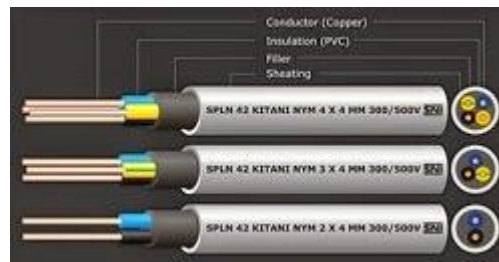 Conductor (Copper)
Insulation (PVC)
Filler
Sheating
SPLN 42 KITANI NYM 4 X 4 MM 300/500V SNI
SPLN 42 KITANI NYM 3 X 4 MM 300/500V SNI
SPLN 42 KITANI NYM 2 X 4 MM 300/500V SNI